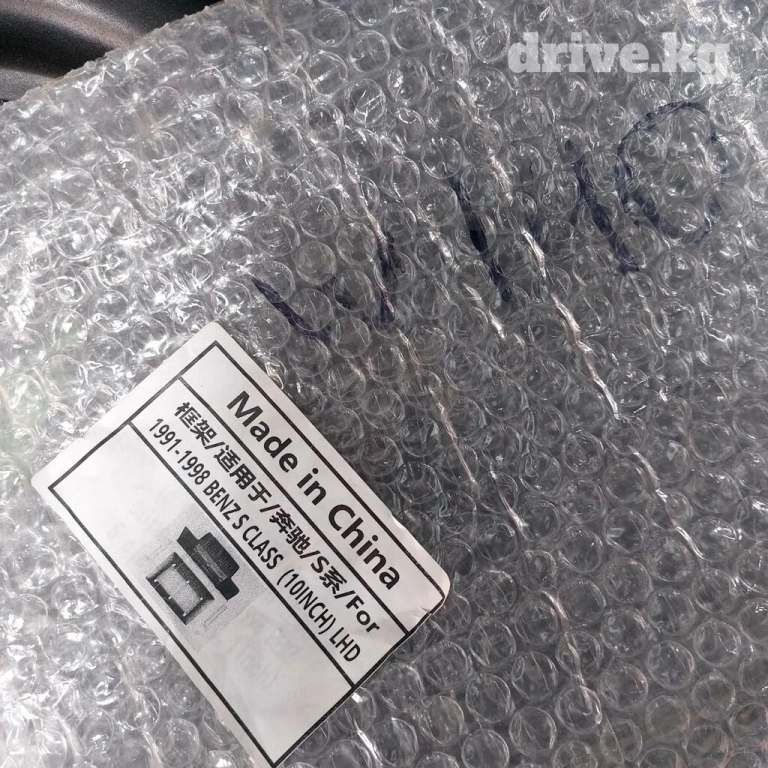 drive.kg
W140
Made in China
框架/适用于/奔驰/S系/For
1991-1998 BENZ S CLASS (10INCH) LHD